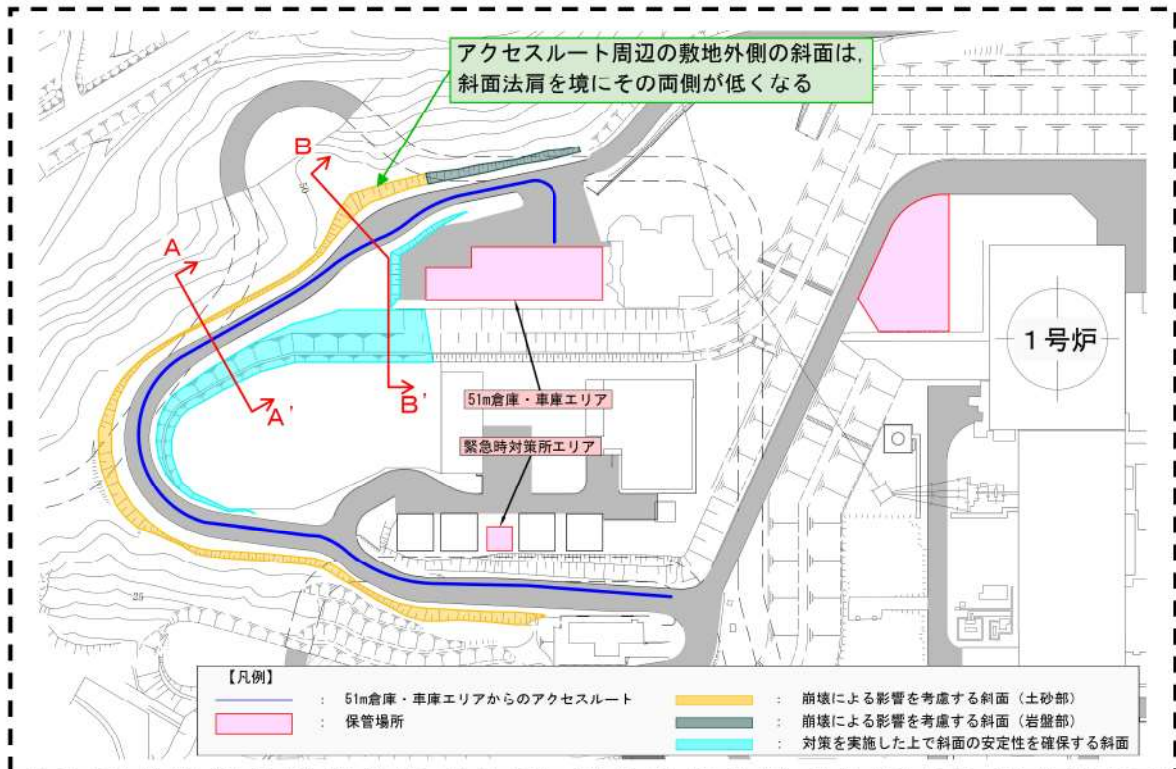 アクセスルート周辺の敷地外側の斜面は,
斜面法肩を境にその両側が低くなる
B
50
A
1号炉
A'
B'
51m倉庫・車庫エリア
緊急時対策所エリア
25
【凡例】
: 51m倉庫・車庫エリアからのアクセスルート
: 保管場所
: 崩壊による影響を考慮する斜面（土砂部）
: 崩壊による影響を考慮する斜面（岩盤部）
: 対策を実施した上で斜面の安定性を確保する斜面